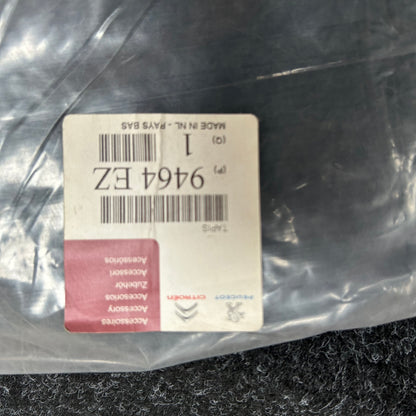 PEUGEOT CITROËN
Accessoires
Accessory
Accesorios
Zubehör
Accessori
Acessórios
TAPIS
(P) 9464 EZ
(Q) 1
MADE IN NL - PAYS BAS